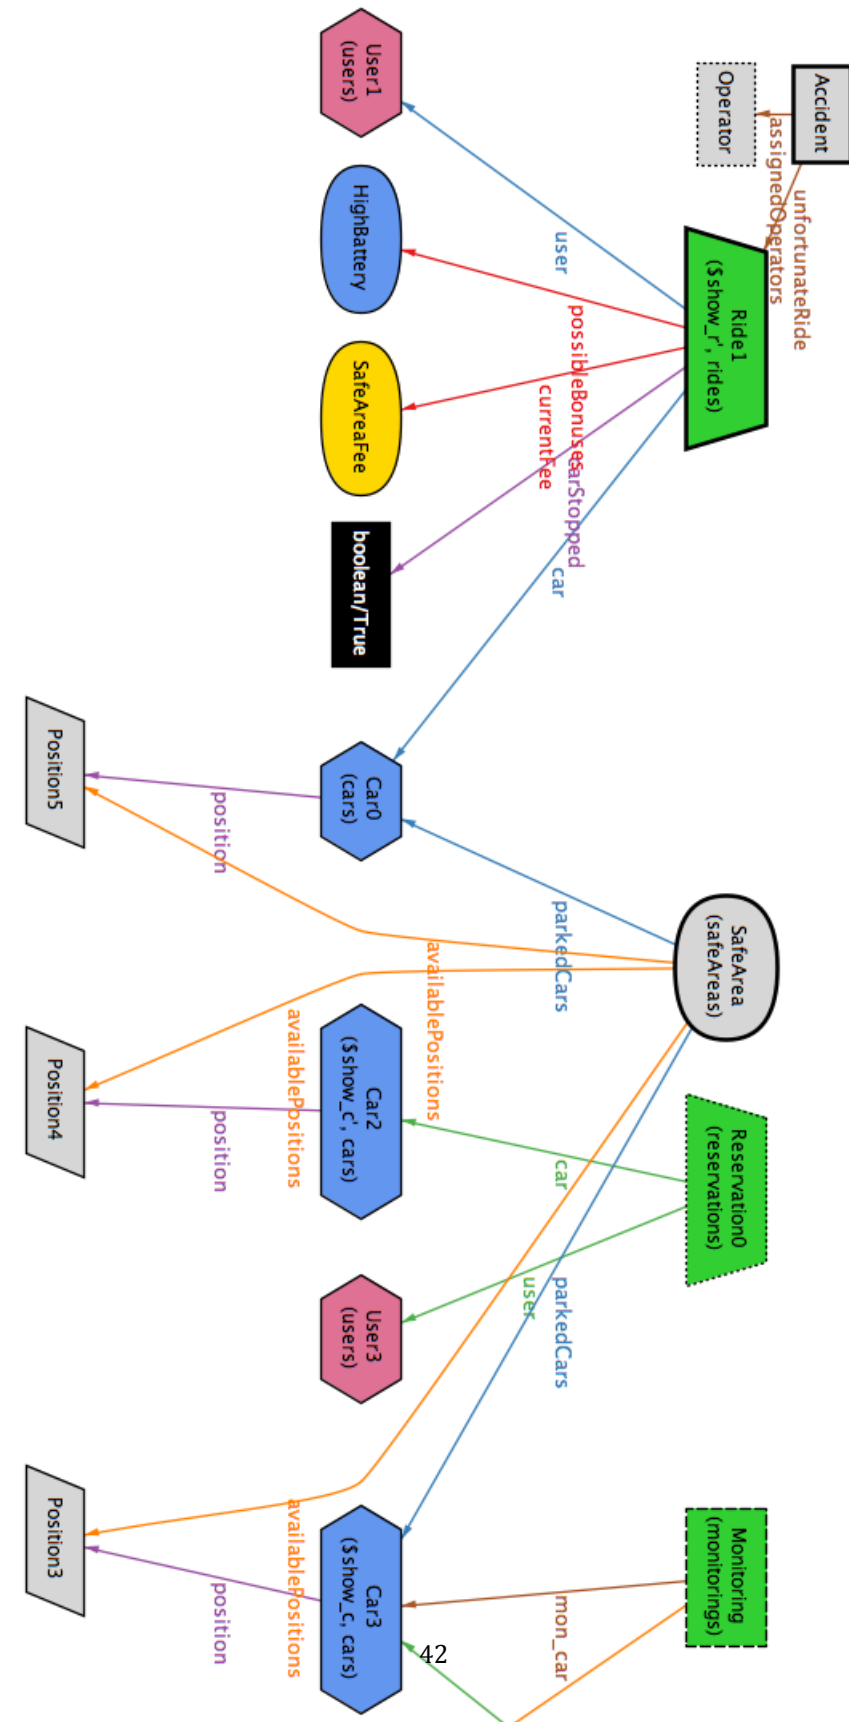 Accident
unfortunateRide
assignedOperators
Operator
Ride1
($show_r', rides)
user
possibleBonuses
currentFee
carStopped
car
User1
(users)
HighBattery
SafeAreaFee
boolean/True
SafeArea
(safeAreas)
Reservation0
(reservations)
Monitoring
(monitorings)
parkedCars
car
user
parkedCars
mon_car
Car0
(cars)
availablePositions
Car2
($show_c', cars)
User3
(users)
Car3
($show_c, cars)
availablePositions
availablePositions
position
position
position
Position5
Position4
Position3
42